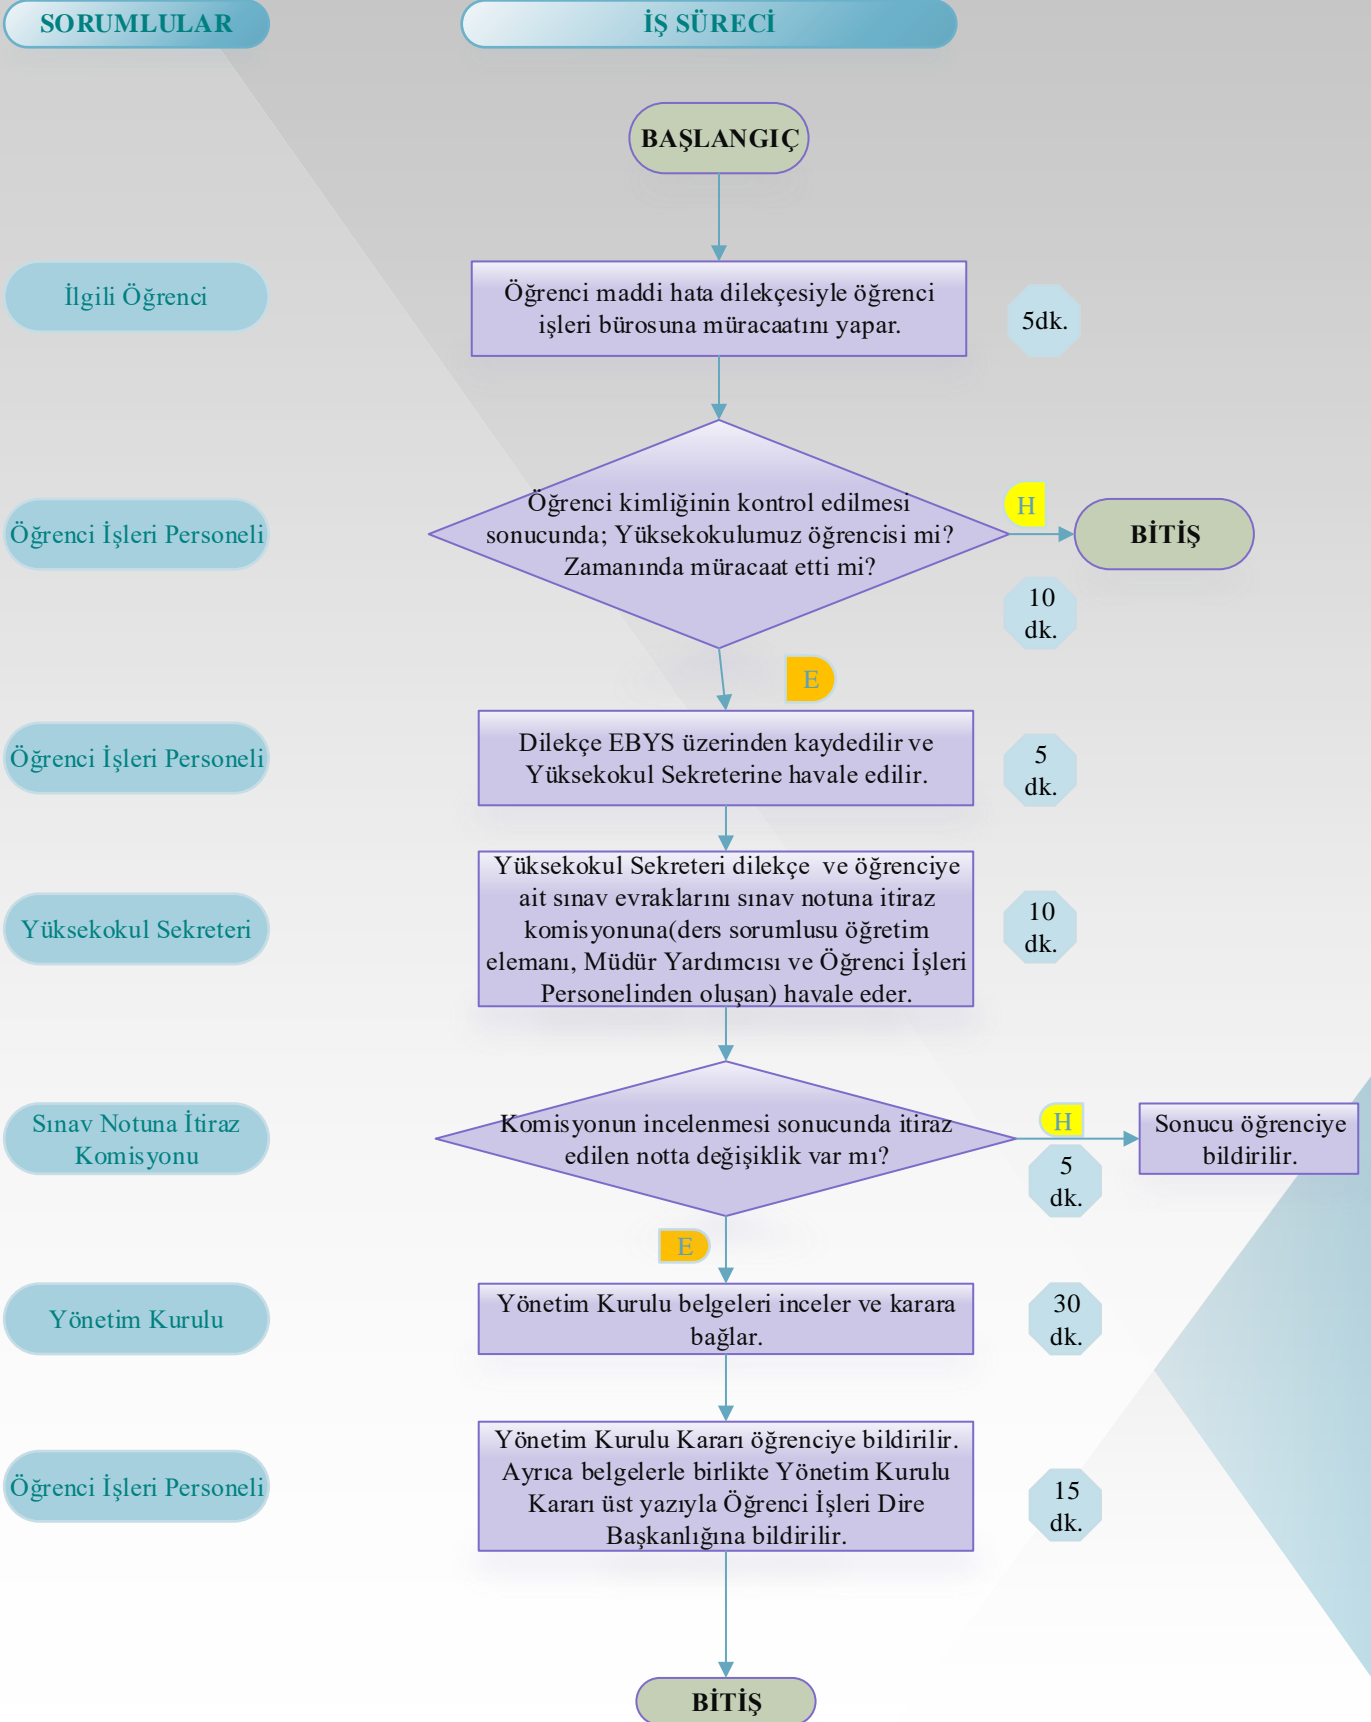 SORUMLULAR
İŞ SÜRECİ
BAŞLANGIÇ
İlgili Öğrenci
Öğrenci maddi hata dilekçesiyle öğrenci
işleri bürosuna müracaatını yapar.
5dk.
Öğrenci İşleri Personeli
Öğrenci kimliğinin kontrol edilmesi
sonucunda; Yüksekokulumuz öğrencisi mi?
Zamanında müracaat etti mi?
H
BİTİŞ
10
dk.
E
Öğrenci İşleri Personeli
Dilekçe EBYS üzerinden kaydedilir ve
Yüksekokul Sekreterine havale edilir.
5
dk.
Yüksekokul Sekreteri
Yüksekokul Sekreteri dilekçe  ve öğrenciye
ait sınav evraklarını sınav notuna itiraz
komisyonuna(ders sorumlusu öğretim
elemanı, Müdür Yardımcısı ve Öğrenci İşleri
Personelinden oluşan) havale eder.
10
dk.
Sınav Notuna İtiraz
Komisyonu
Komisyonun incelenmesi sonucunda itiraz
edilen notta değişiklik var mı?
H
5
dk.
Sonucu öğrenciye
bildirilir.
E
Yönetim Kurulu
Yönetim Kurulu belgeleri inceler ve karara
bağlar.
30
dk.
Öğrenci İşleri Personeli
Yönetim Kurulu Kararı öğrenciye bildirilir.
Ayrıca belgelerle birlikte Yönetim Kurulu
Kararı üst yazıyla Öğrenci İşleri Dire
Başkanlığına bildirilir.
15
dk.
BİTİŞ